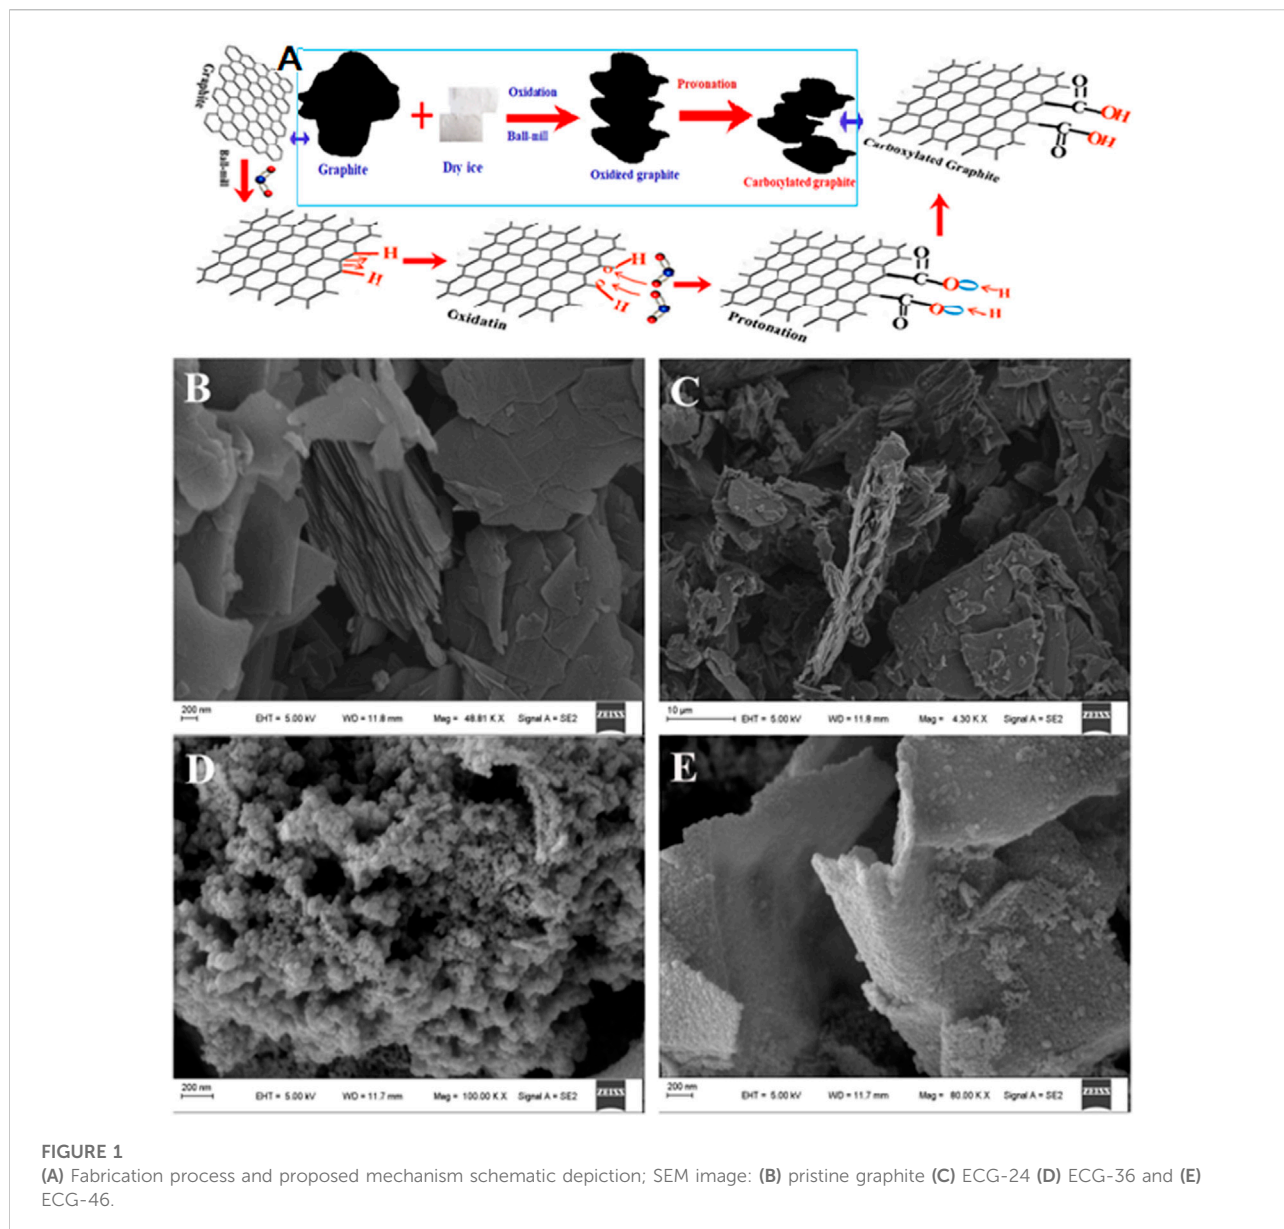 A
Graphite
Graphite
Dry ice
Oxidation
Ball-mill
Oxidized graphite
Protonation
Carboxylated graphite
O
C
OH
C
OH
O
Carboxylated Graphite
Ball-mill
H
H
H
H
Oxidatin
O
C
O
H
C
O
H
O
Protonation
B
200 nm
EHT = 5.00 kV WD = 11.8 mm Mag = 48.81 K X Signal A = SE2
ZEISS
C
10 µm
EHT = 5.00 kV WD = 11.8 mm Mag = 4.30 K X Signal A = SE2
ZEISS
D
200 nm
EHT = 5.00 kV WD = 11.7 mm Mag = 100.00 K X Signal A = SE2
ZEISS
E
200 nm
EHT = 5.00 kV WD = 11.7 mm Mag = 80.00 K X Signal A = SE2
ZEISS
FIGURE 1
(A) Fabrication process and proposed mechanism schematic depiction; SEM image: (B) pristine graphite (C) ECG-24 (D) ECG-36 and (E)
ECG-46.